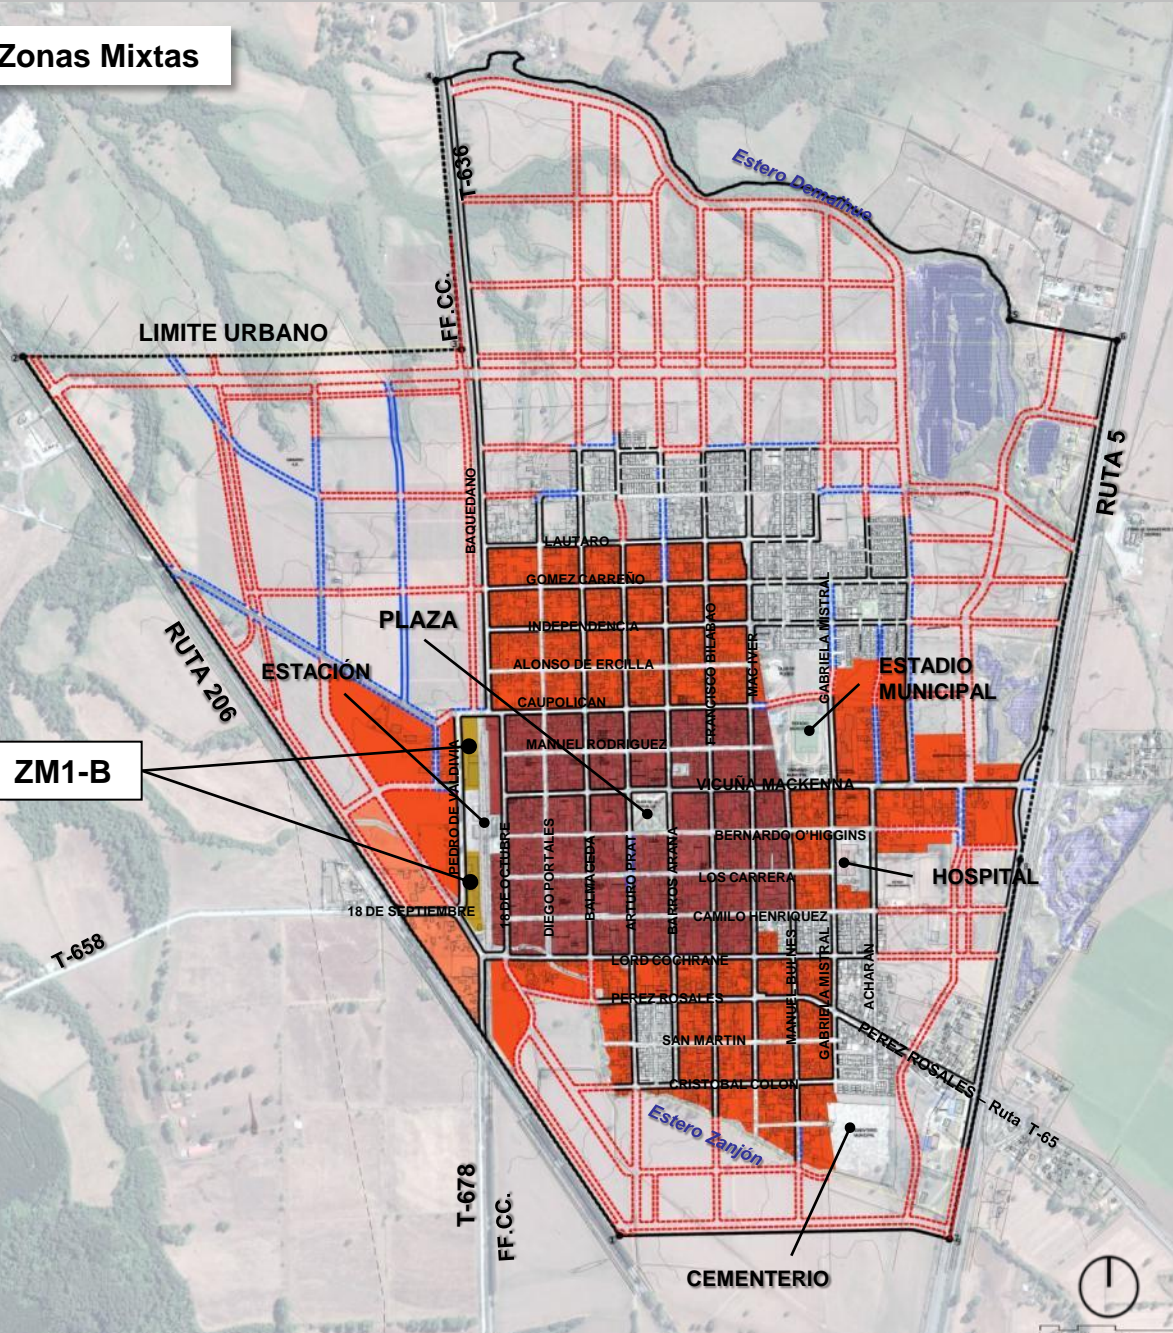 Zonas Mixtas
T-636
Estero Demaihue
FF.CC.
LIMITE URBANO
RUTA 5
BAQUEDANO
LAUTARO
GOMEZ CARREÑO
INDEPENDENCIA
PLAZA
ALONSO DE ERCILLA
FRANCISCO BILABAO
MAC IVER
GABRIELA MISTRAL
ESTADIO
MUNICIPAL
RUTA 206
ESTACIÓN
CAUPOLICAN
MANUEL RODRIGUEZ
ZM1-B
PEDRO DE VALDIVIA
VICUÑA MACKENNA
18 DE OCTUBRE
DIEGO PORTALES
BALMACEDA
ARTURO PRAT
BARROS ARANA
BERNARDO O'HIGGINS
LOS CARRERA
HOSPITAL
18 DE SEPTIEMBRE
CAMILO HENRIQUEZ
T-658
LORD COCHRANE
MANUEL BULNES
GABRIELA MISTRAL
ACHARAN
PEREZ ROSALES
SAN MARTIN
PEREZ ROSALES – Ruta T-65
CRISTOBAL COLON
Estero Zanjón
T-678
FF.CC.
CEMENTERIO